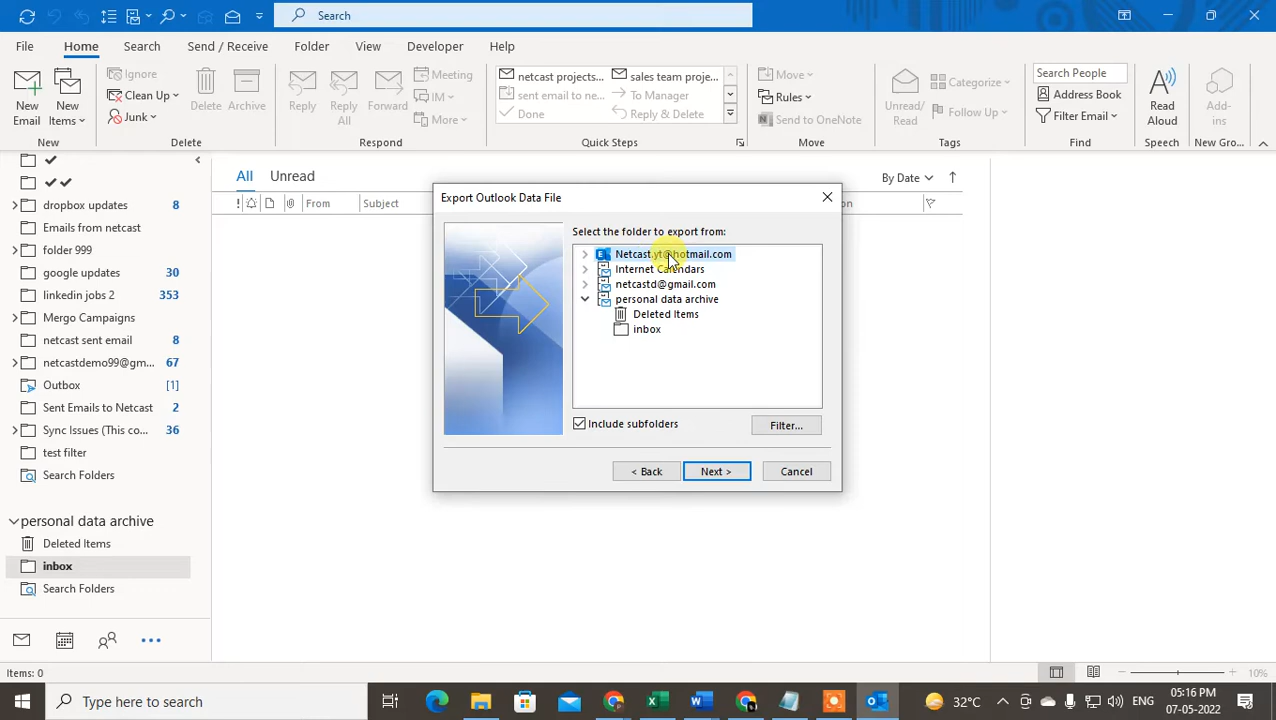 Search
File
Home
Search
Send / Receive
Folder
View
Developer
Help
New
Email
New
Items
Ignore
Clean Up
Junk
Delete
Archive
Reply
Reply
All
Forward
Meeting
IM
More
netcast projects...
sales team proje...
sent email to ne...
To Manager
Done
Reply & Delete
Move
Rules
Send to OneNote
Unread/
Read
Categorize
Follow Up
Search People
Address Book
Filter Email
Read
Aloud
Add-
ins
New
Delete
Respond
Quick Steps
Move
Tags
Find
Speech
New Gro...
dropbox updates 8
Emails from netcast
folder 999
google updates 30
linkedin jobs 2 353
Mergo Campaigns
netcast sent email 8
netcastdemo99@gm... 67
Outbox [1]
Sent Emails to Netcast 2
Sync Issues (This co... 36
test filter
Search Folders
personal data archive
Deleted Items
inbox
Search Folders
All
Unread
By Date
From
Subject
Export Outlook Data File
Select the folder to export from:
Netcast.yt@hotmail.com
Internet Calendars
netcastd@gmail.com
personal data archive
Deleted Items
inbox
Include subfolders
Filter...
< Back
Next >
Cancel
Items: 0
10%
Type here to search
32°C
ENG
05:16 PM
07-05-2022